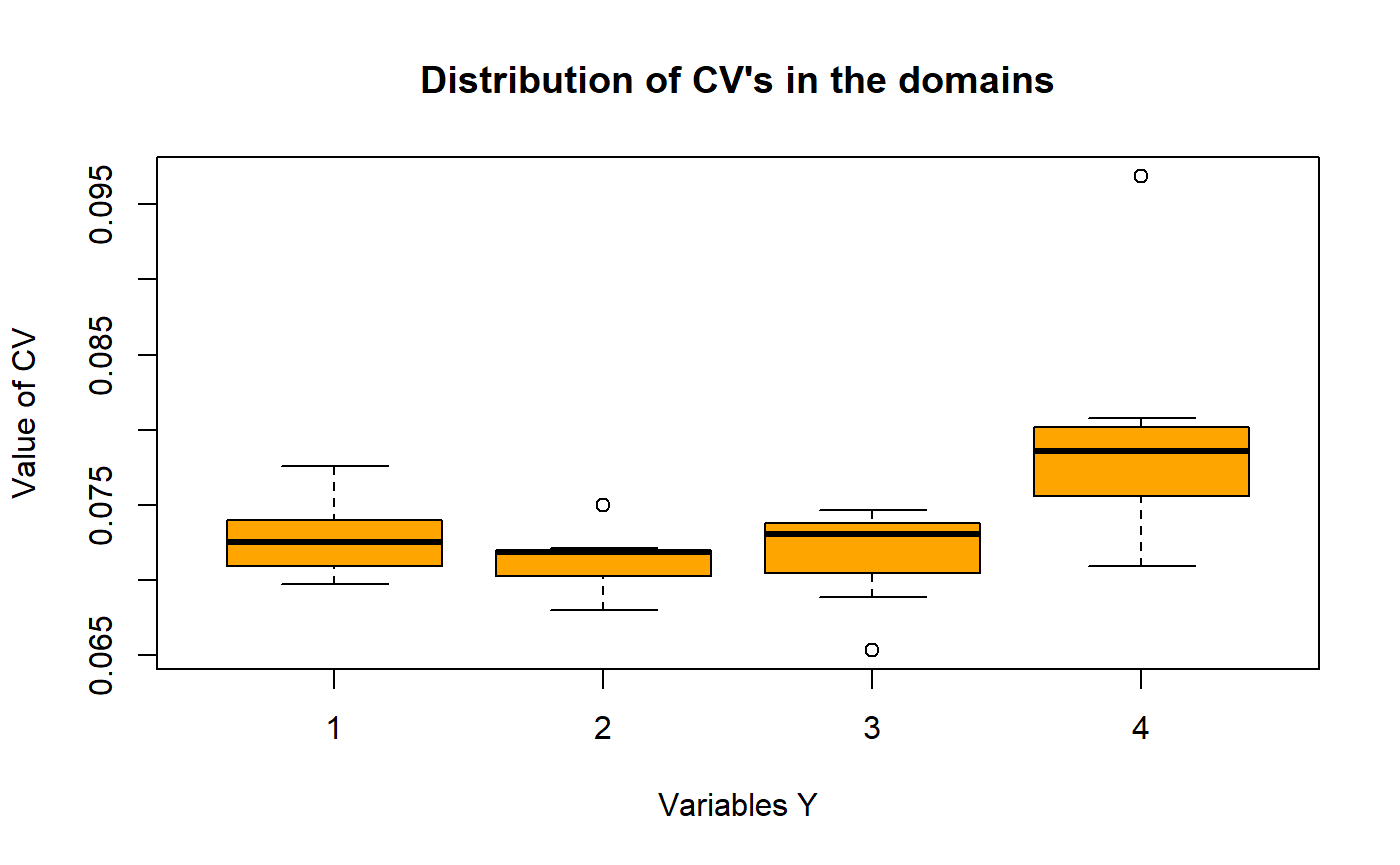 Distribution of CV's in the domains
Value of CV
0.095
0.085
0.075
0.065
1 2 3 4
Variables Y